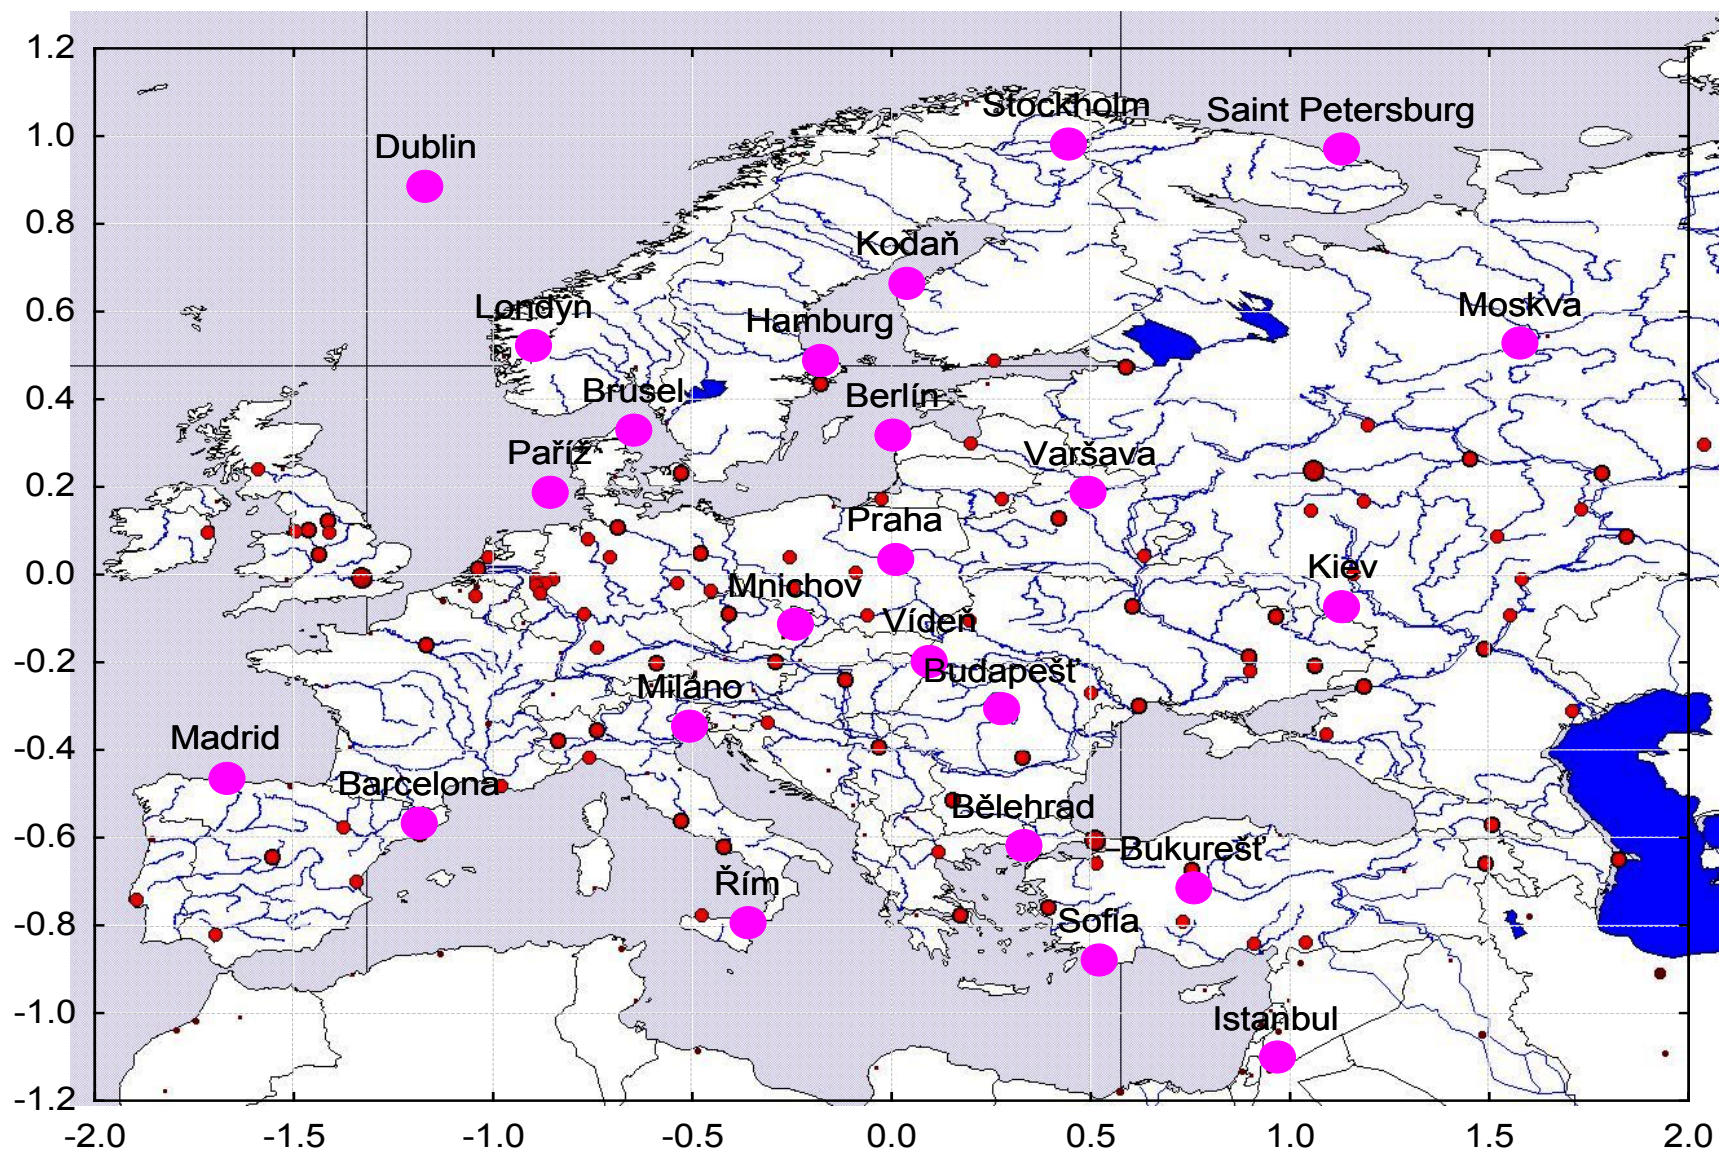 1.2
1.0
0.8
0.6
0.4
0.2
0.0
-0.2
-0.4
-0.6
-0.8
-1.0
-1.2
-2.0 -1.5 -1.0 -0.5 0.0 0.5 1.0 1.5 2.0
Stockholm
Saint Petersburg
Dublin
Kodaň
Londýn
Hamburg
Moskva
Brusel
Berlín
Paříž
Varšava
Praha
Kiev
Mnichov
Vídeň
Budapešť
Miláno
Madrid
Barcelona
Bělehrad
Bukurešť
Řím
Sofia
Istanbul